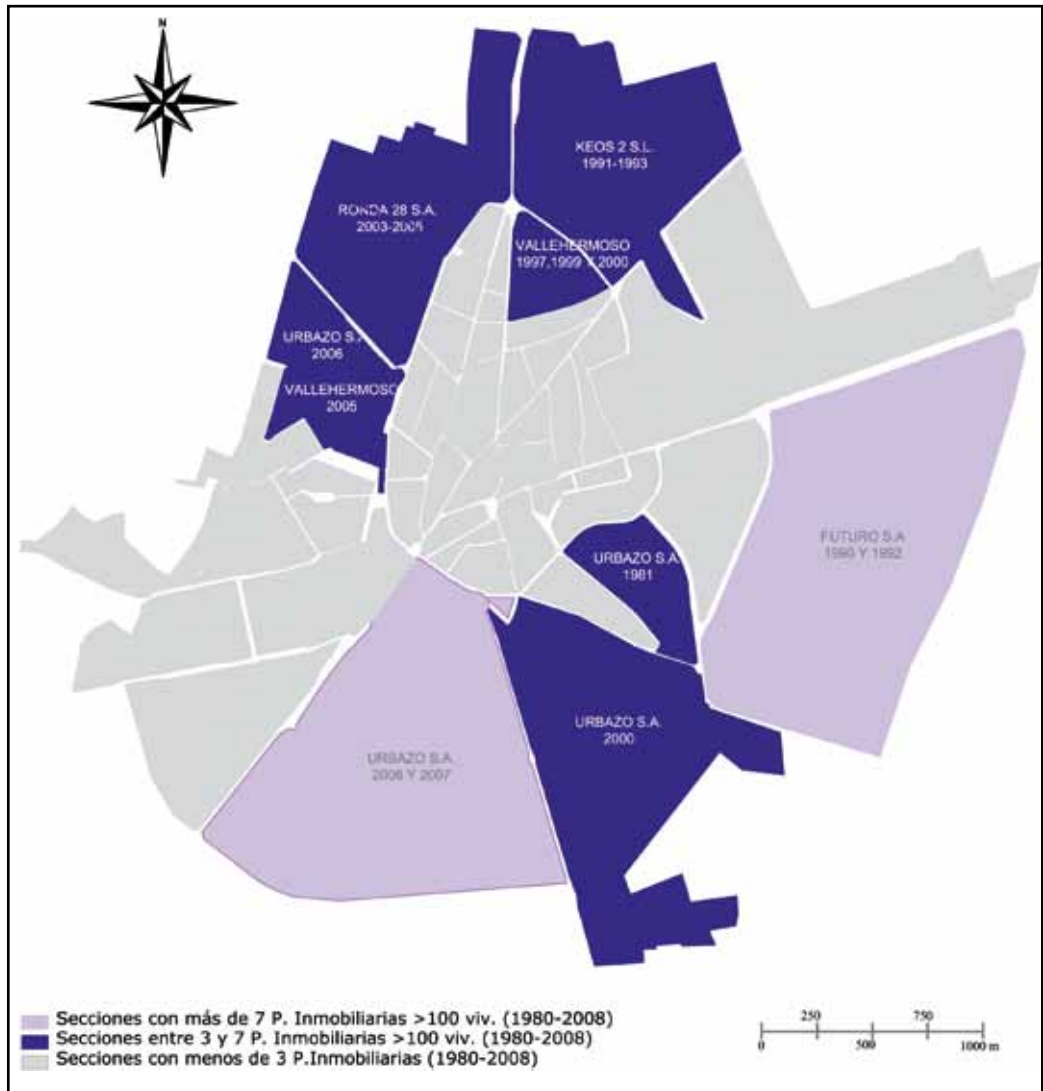 N
KEOS 2 S.L.
1991-1993
RONDA 28 S.A.
2003-2005
VALLEHERMOSO
1997,1999 Y 2000
URBAZO S.A
2006
VALLEHERMOSO
2005
FUTURO S.A
1990 Y 1992
URBAZO S.A.
1981
URBAZO S.A.
2000
URBAZO S.A.
2006 Y 2007
Secciones con más de 7 P. Inmobiliarias >100 viv. (1980-2008)
Secciones entre 3 y 7 P. Inmobiliarias >100 viv. (1980-2008)
Secciones con menos de 3 P.Inmobiliarias (1980-2008)
250 750
0 500 1000 m